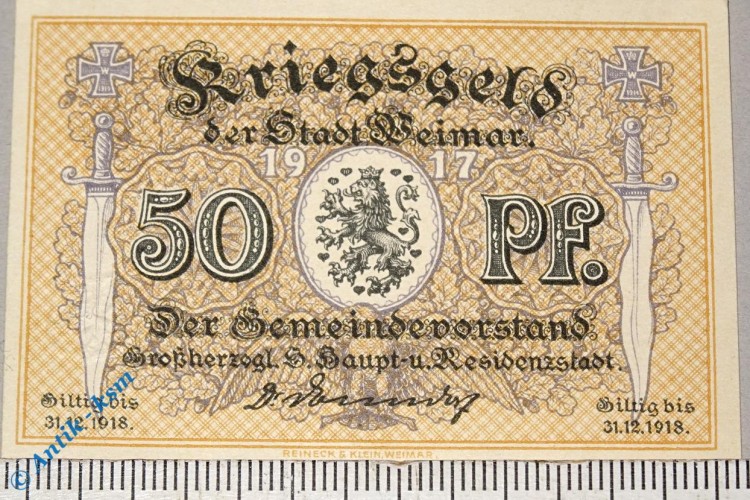 Kriegsgeld
der Stadt Weimar.
1917
50 Pf.
Der Gemeindevorstand
Großherzogl. S. Haupt- u. Residenzstadt.
Giltig bis
31.12.1918.
Giltig bis
31.12.1918.
REINECK & KLEIN, WEIMAR.
© Antik-ksm